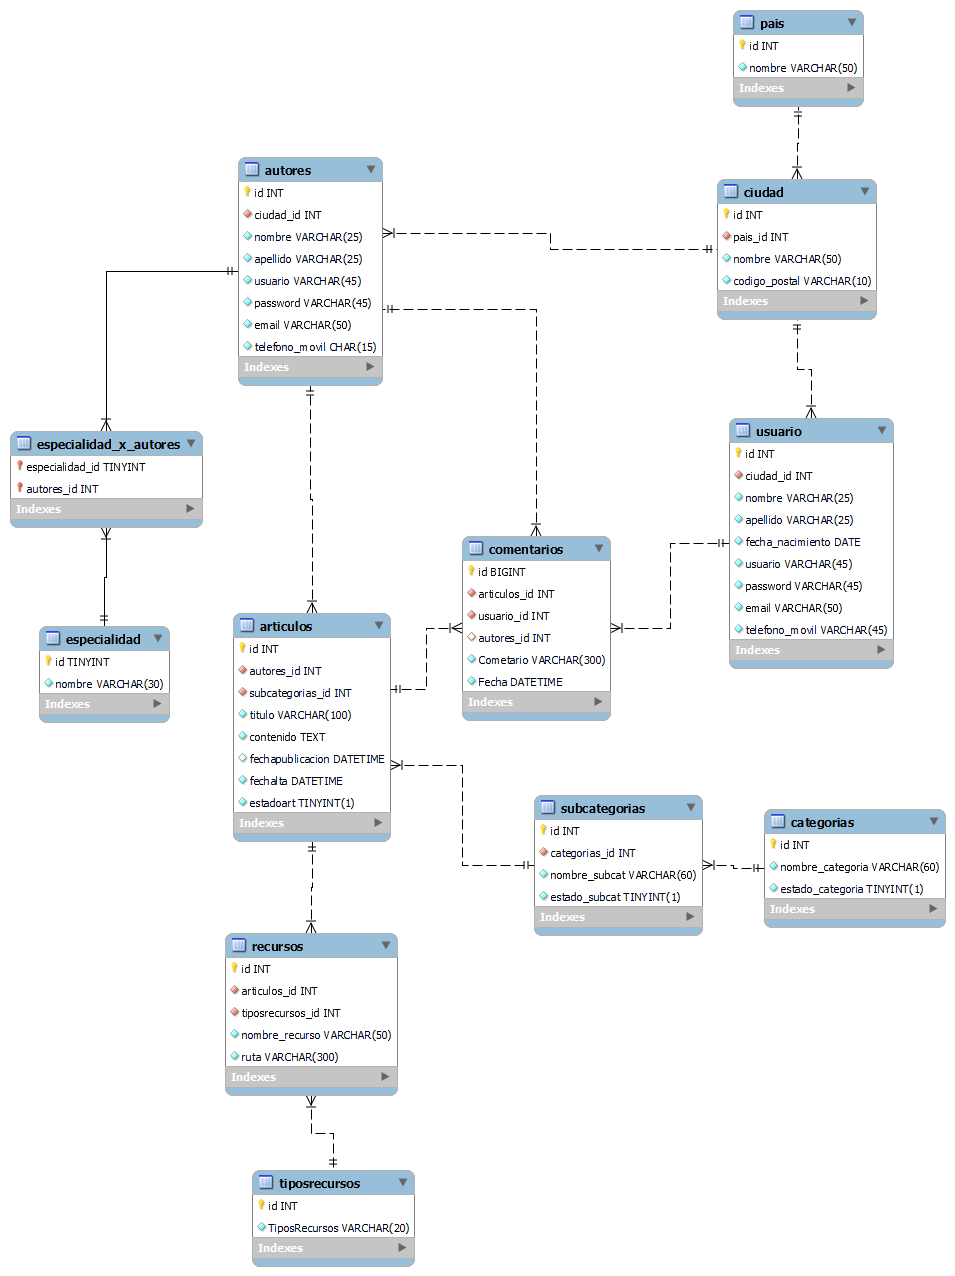 pais
id INT
nombre VARCHAR(50)
Indexes
autores
id INT
ciudad_id INT
nombre VARCHAR(25)
apellido VARCHAR(25)
usuario VARCHAR(45)
password VARCHAR(45)
email VARCHAR(50)
telefono_movil CHAR(15)
Indexes
ciudad
id INT
pais_id INT
nombre VARCHAR(50)
codigo_postal VARCHAR(10)
Indexes
especialidad_x_autores
especialidad_id TINYINT
autores_id INT
Indexes
usuario
id INT
ciudad_id INT
nombre VARCHAR(25)
apellido VARCHAR(25)
fecha_nacimiento DATE
usuario VARCHAR(45)
password VARCHAR(45)
email VARCHAR(50)
telefono_movil VARCHAR(45)
Indexes
comentarios
id BIGINT
articulos_id INT
usuario_id INT
autores_id INT
Cometario VARCHAR(300)
Fecha DATETIME
Indexes
especialidad
id TINYINT
nombre VARCHAR(30)
Indexes
articulos
id INT
autores_id INT
subcategorias_id INT
titulo VARCHAR(100)
contenido TEXT
fechapublicacion DATETIME
fechalta DATETIME
estadoart TINYINT(1)
Indexes
subcategorias
id INT
categorias_id INT
nombre_subcat VARCHAR(60)
estado_subcat TINYINT(1)
Indexes
categorias
id INT
nombre_categoria VARCHAR(60)
estado_categoria TINYINT(1)
Indexes
recursos
id INT
articulos_id INT
tiposrecursos_id INT
nombre_recurso VARCHAR(50)
ruta VARCHAR(300)
Indexes
tiposrecursos
id INT
TiposRecursos VARCHAR(20)
Indexes